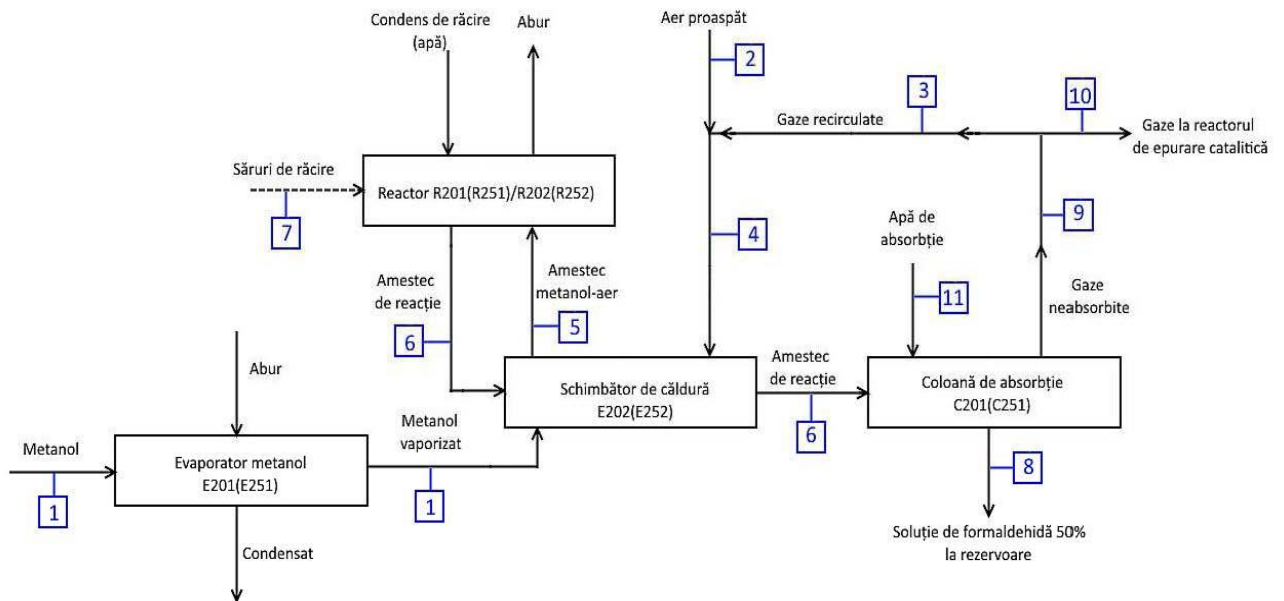 Condens de răcire
(apă)
Abur
Aer proaspăt
2
3
10
Gaze recirculate
Gaze la reactorul
de epurare catalitică
Săruri de răcire
7
Reactor R201(R251)/R202(R252)
4
9
Apă de
absorbție
11
Gaze
neabsorbite
Amestec
de reacție
6
Amestec
metanol-aer
5
Abur
Schimbător de căldură
E202(E252)
Amestec
de reacție
6
Coloană de absorbție
C201(C251)
Metanol
1
Evaporator metanol
E201(E251)
Metanol
vaporizat
1
8
Condensat
Soluție de formaldehidă 50%
la rezervoare